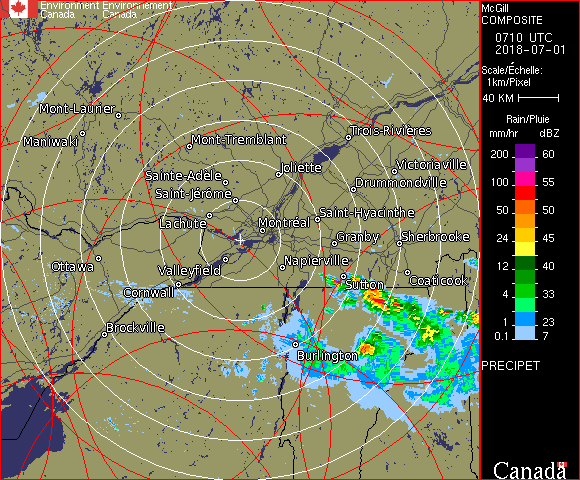 Environment Environnement
Canada Canada
McGill
COMPOSITE
0710 UTC
2018-07-01
Scale/Échelle:
1km/Pixel
40 KM
Rain/Pluie
mm/hr dBZ
200 60
150 57
100 55
50 50
24 45
12 40
4 33
1 23
0.1 7
PRECIPET
Canada
Mont-Laurier
Maniwaki
Mont-Tremblant
Trois-Rivières
Joliette
Victoriaville
Sainte-Adèle
Drummondville
Saint-Jérôme
Lachute
Saint-Hyacinthe
Montréal
Granby
Sherbrooke
Ottawa
Valleyfield
Napierville
Coaticook
Sutton
Cornwall
Brockville
Burlington